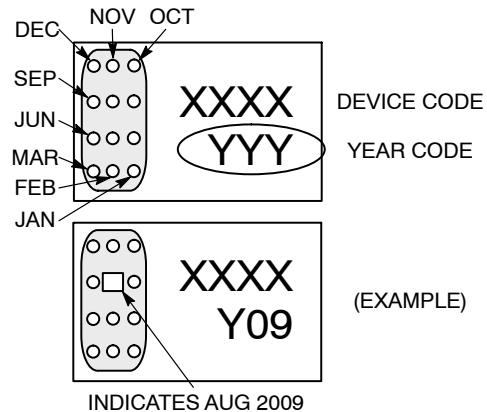 DEC NOV OCT
SEP
JUN
MAR
FEB
JAN
XXXX
YYY
DEVICE CODE
YEAR CODE
XXXX
Y09
(EXAMPLE)
INDICATES AUG 2009